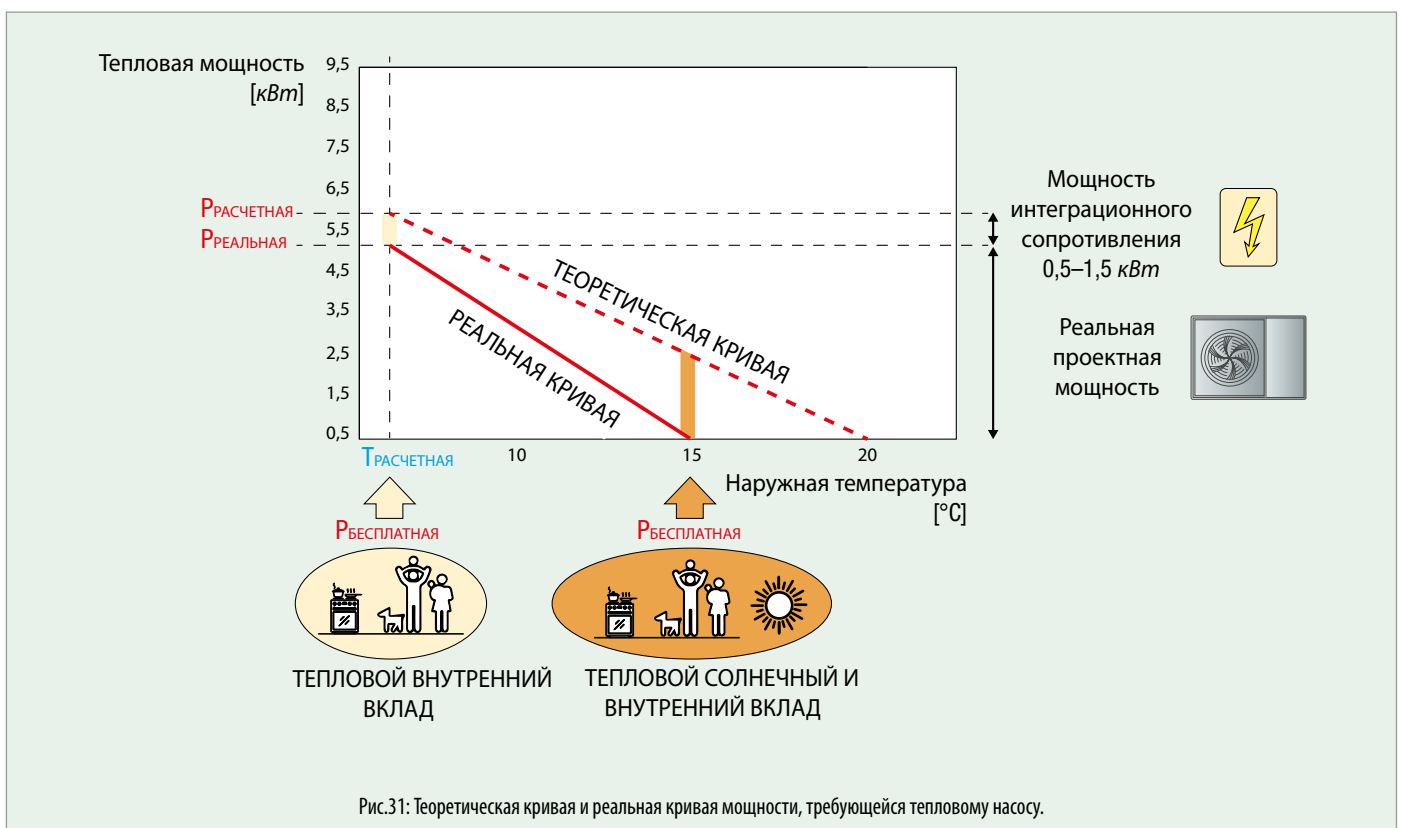 Тепловая мощность
[кВт]
9,5
8,5
7,5
6,5
5,5
4,5
3,5
2,5
1,5
0,5
PРАСЧЕТНАЯ
PРЕАЛЬНАЯ
ТЕОРЕТИЧЕСКАЯ КРИВАЯ
РЕАЛЬНАЯ КРИВАЯ
TРАСЧЕТНАЯ
10
15
20
Наружная температура
[°C]
Мощность
интеграционного
сопротивления
0,5–1,5 кВт
Реальная
проектная
мощность
PБЕСПЛАТНАЯ
ТЕПЛОВОЙ ВНУТРЕННИЙ
ВКЛАД
PБЕСПЛАТНАЯ
ТЕПЛОВОЙ СОЛНЕЧНЫЙ И
ВНУТРЕННИЙ ВКЛАД
Рис.31: Теоретическая кривая и реальная кривая мощности, требующейся тепловому насосу.